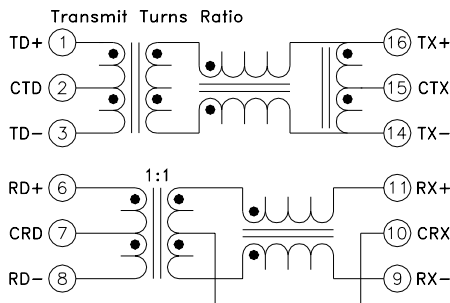 Transmit Turns Ratio
TD+ 1 16 TX+
CTD 2 15 CTX
TD- 3 14 TX-
1:1
RD+ 6 11 RX+
CRD 7 10 CRX
RD- 8 9 RX-